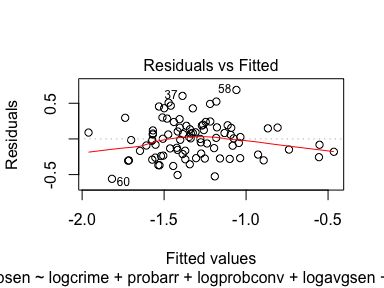 Residuals vs Fitted
Residuals
0.5
-0.5
37
58
60
-2.0 -1.5 -1.0 -0.5
Fitted values
~ logcrime + probarr + logprobconv + logavgsen